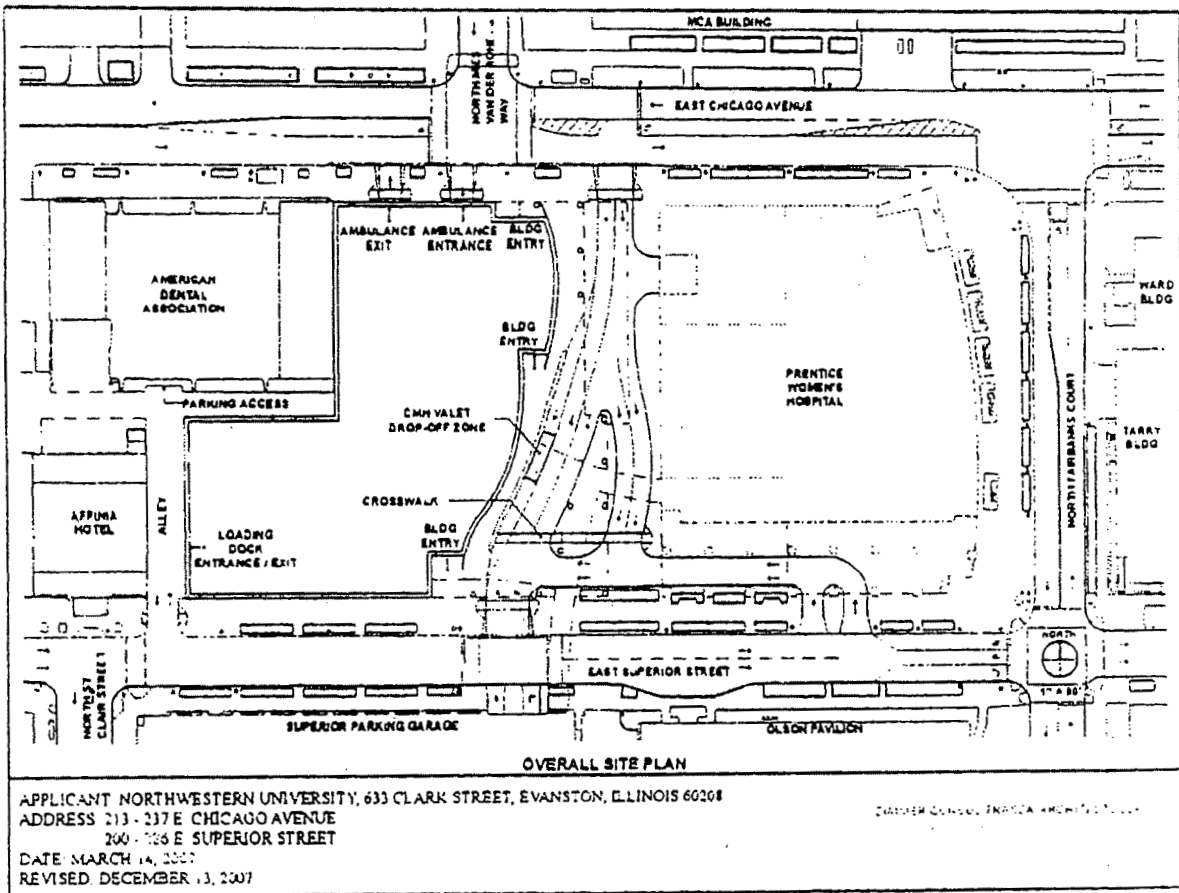 MCA BUILDING
NORTH MIES
VAN DER ROHE
WAY
EAST CHICAGO AVENUE
AMBULANCE
EXIT
AMBULANCE
ENTRANCE
BLDG
ENTRY
AMERICAN
DENTAL
ASSOCIATION
WARD
BLDG
BLDG
ENTRY
PRENTICE
WOMEN'S
HOSPITAL
PARKING ACCESS
CMH VALET
DROP-OFF ZONE
NORTH FAIRBANKS COURT
TARRY
BLDG
CROSSWALK
AFFINIA
HOTEL
ALLEY
LOADING
DOCK
ENTRANCE / EXIT
BLDG
ENTRY
NORTH
EAST SUPERIOR STREET
NORTH ST
CLAIR STREET
SUPERIOR PARKING GARAGE
OLSON PAVILION
OVERALL SITE PLAN
APPLICANT NORTHWESTERN UNIVERSITY, 633 CLARK STREET, EVANSTON, ILLINOIS 60208
ADDRESS 213 - 237 E CHICAGO AVENUE
200 - E SUPERIOR STREET
DATE: MARCH 14, 2007
REVISED. DECEMBER 13, 2007